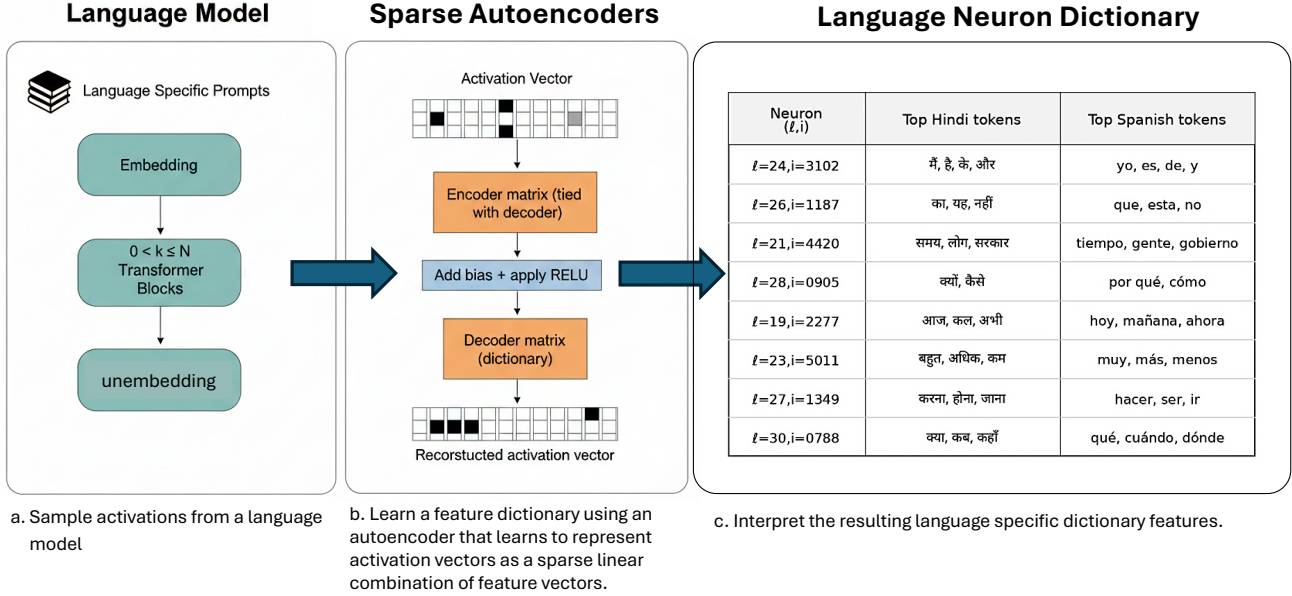 Language Model
Sparse Autoencoders
Language Neuron Dictionary
Language Specific Prompts
Embedding
0 < k ≤ N
Transformer
Blocks
unembedding
Activation Vector
Encoder matrix (tied
with decoder)
Add bias + apply RELU
Decoder matrix
(dictionary)
Recorstucted activation vector
Neuron
(ℓ,i)
Top Hindi tokens
Top Spanish tokens
ℓ=24,i=3102
मैं, है, के, और
yo, es, de, y
ℓ=26,i=1187
का, यह, नहीं
que, esta, no
ℓ=21,i=4420
समय, लोग, सरकार
tiempo, gente, gobierno
ℓ=28,i=0905
क्यों, कैसे
por qué, cómo
ℓ=19,i=2277
आज, कल, अभी
hoy, mañana, ahora
ℓ=23,i=5011
बहुत, अधिक, कम
muy, más, menos
ℓ=27,i=1349
करना, होना, जाना
hacer, ser, ir
ℓ=30,i=0788
क्या, कब, कहाँ
qué, cuándo, dónde
a. Sample activations from a language
model
b. Learn a feature dictionary using an
autoencoder that learns to represent
activation vectors as a sparse linear
combination of feature vectors.
c. Interpret the resulting language specific dictionary features.